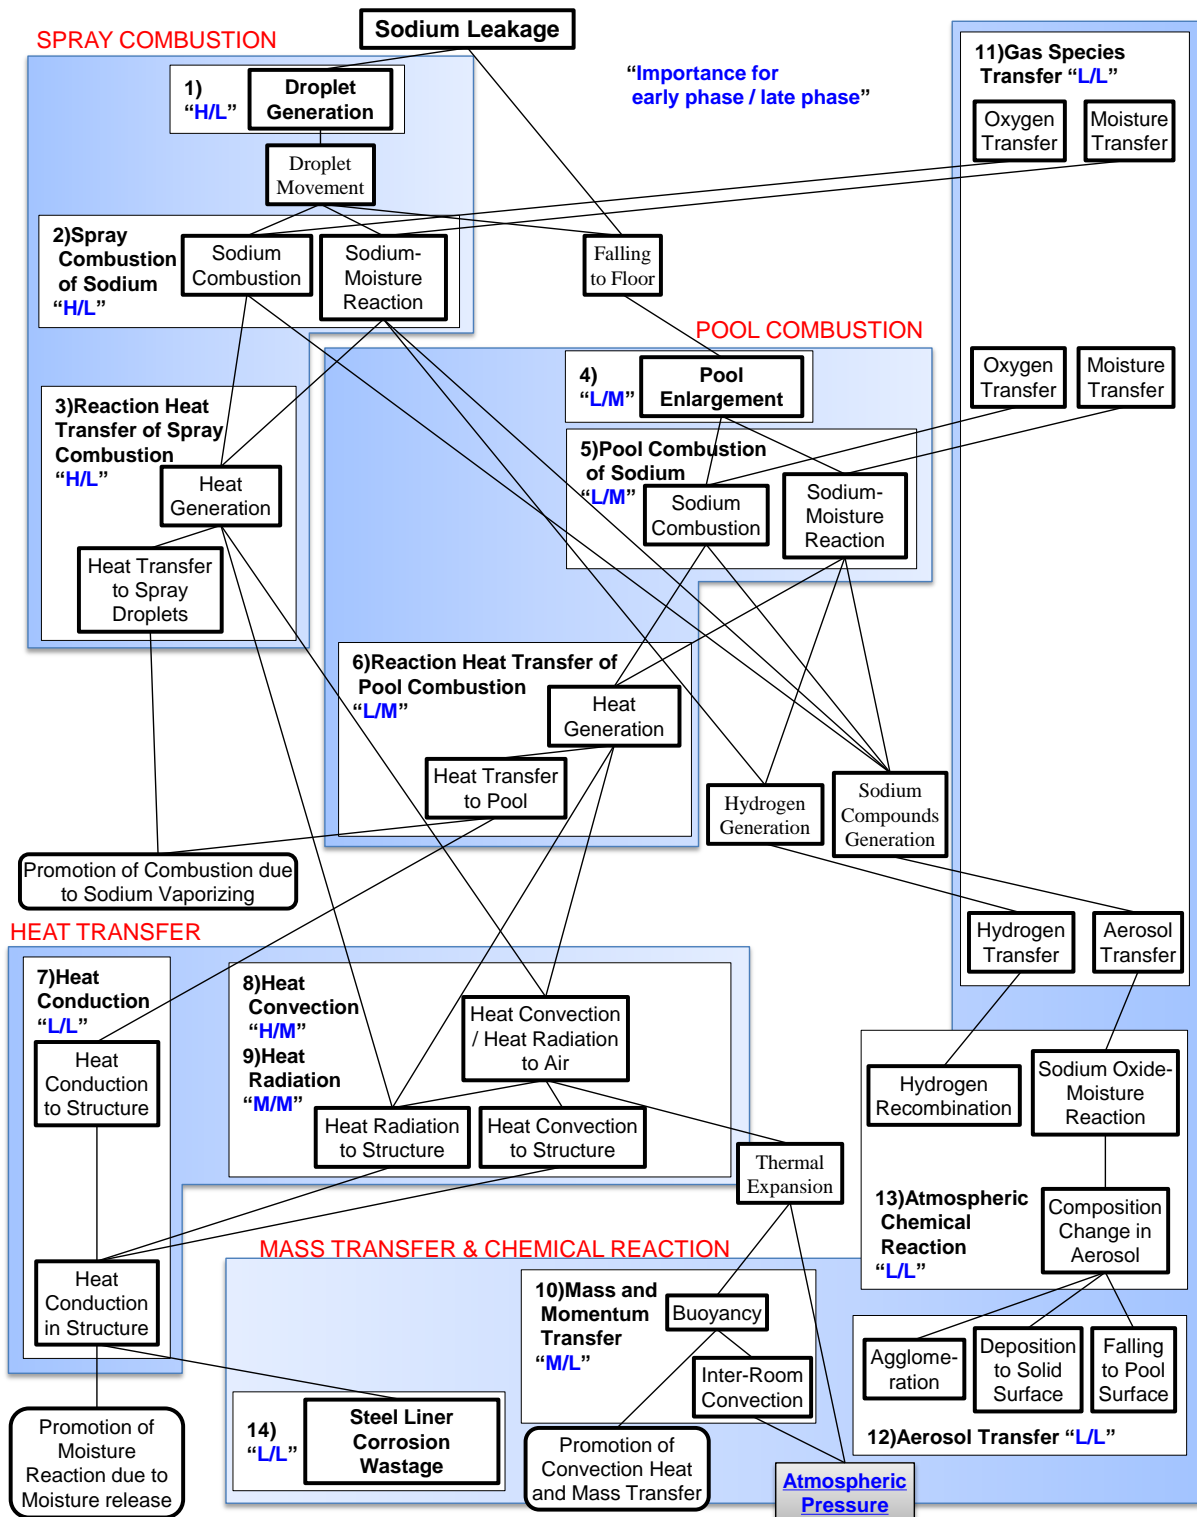 Sodium Leakage
SPRAY COMBUSTION
"Importance for
early phase / late phase"
1)
"H/L"
Droplet
Generation
Droplet
Movement
2)Spray
Combustion
of Sodium
"H/L"
Sodium
Combustion
Sodium-
Moisture
Reaction
Falling
to Floor
11)Gas Species
Transfer "L/L"
Oxygen
Transfer
Moisture
Transfer
POOL COMBUSTION
Oxygen
Transfer
Moisture
Transfer
3)Reaction Heat
Transfer of Spray
Combustion
"H/L"
Heat
Generation
Heat Transfer
to Spray
Droplets
4)
"L/M"
Pool
Enlargement
5)Pool Combustion
of Sodium
"L/M"
Sodium
Combustion
Sodium-
Moisture
Reaction
6)Reaction Heat Transfer of
Pool Combustion
"L/M"
Heat
Generation
Heat Transfer
to Pool
Hydrogen
Generation
Sodium
Compounds
Generation
Promotion of Combustion due
to Sodium Vaporizing
HEAT TRANSFER
7)Heat
Conduction
"L/L"
Heat
Conduction
to Structure
8)Heat
Convection
"H/M"
9)Heat
Radiation
"M/M"
Heat Convection
/ Heat Radiation
to Air
Heat Radiation
to Structure
Heat Convection
to Structure
Thermal
Expansion
Hydrogen
Transfer
Aerosol
Transfer
Hydrogen
Recombination
Sodium Oxide-
Moisture
Reaction
13)Atmospheric
Chemical
Reaction
"L/L"
Composition
Change in
Aerosol
MASS TRANSFER & CHEMICAL REACTION
Heat
Conduction
in Structure
10)Mass and
Momentum
Transfer
"M/L"
Buoyancy
Inter-Room
Convection
Agglome-
ration
Deposition
to Solid
Surface
Falling
to Pool
Surface
12)Aerosol Transfer "L/L"
14)
"L/L"
Steel Liner
Corrosion
Wastage
Promotion of
Moisture
Reaction due to
Moisture release
Promotion of
Convection Heat
and Mass Transfer
Atmospheric
Pressure